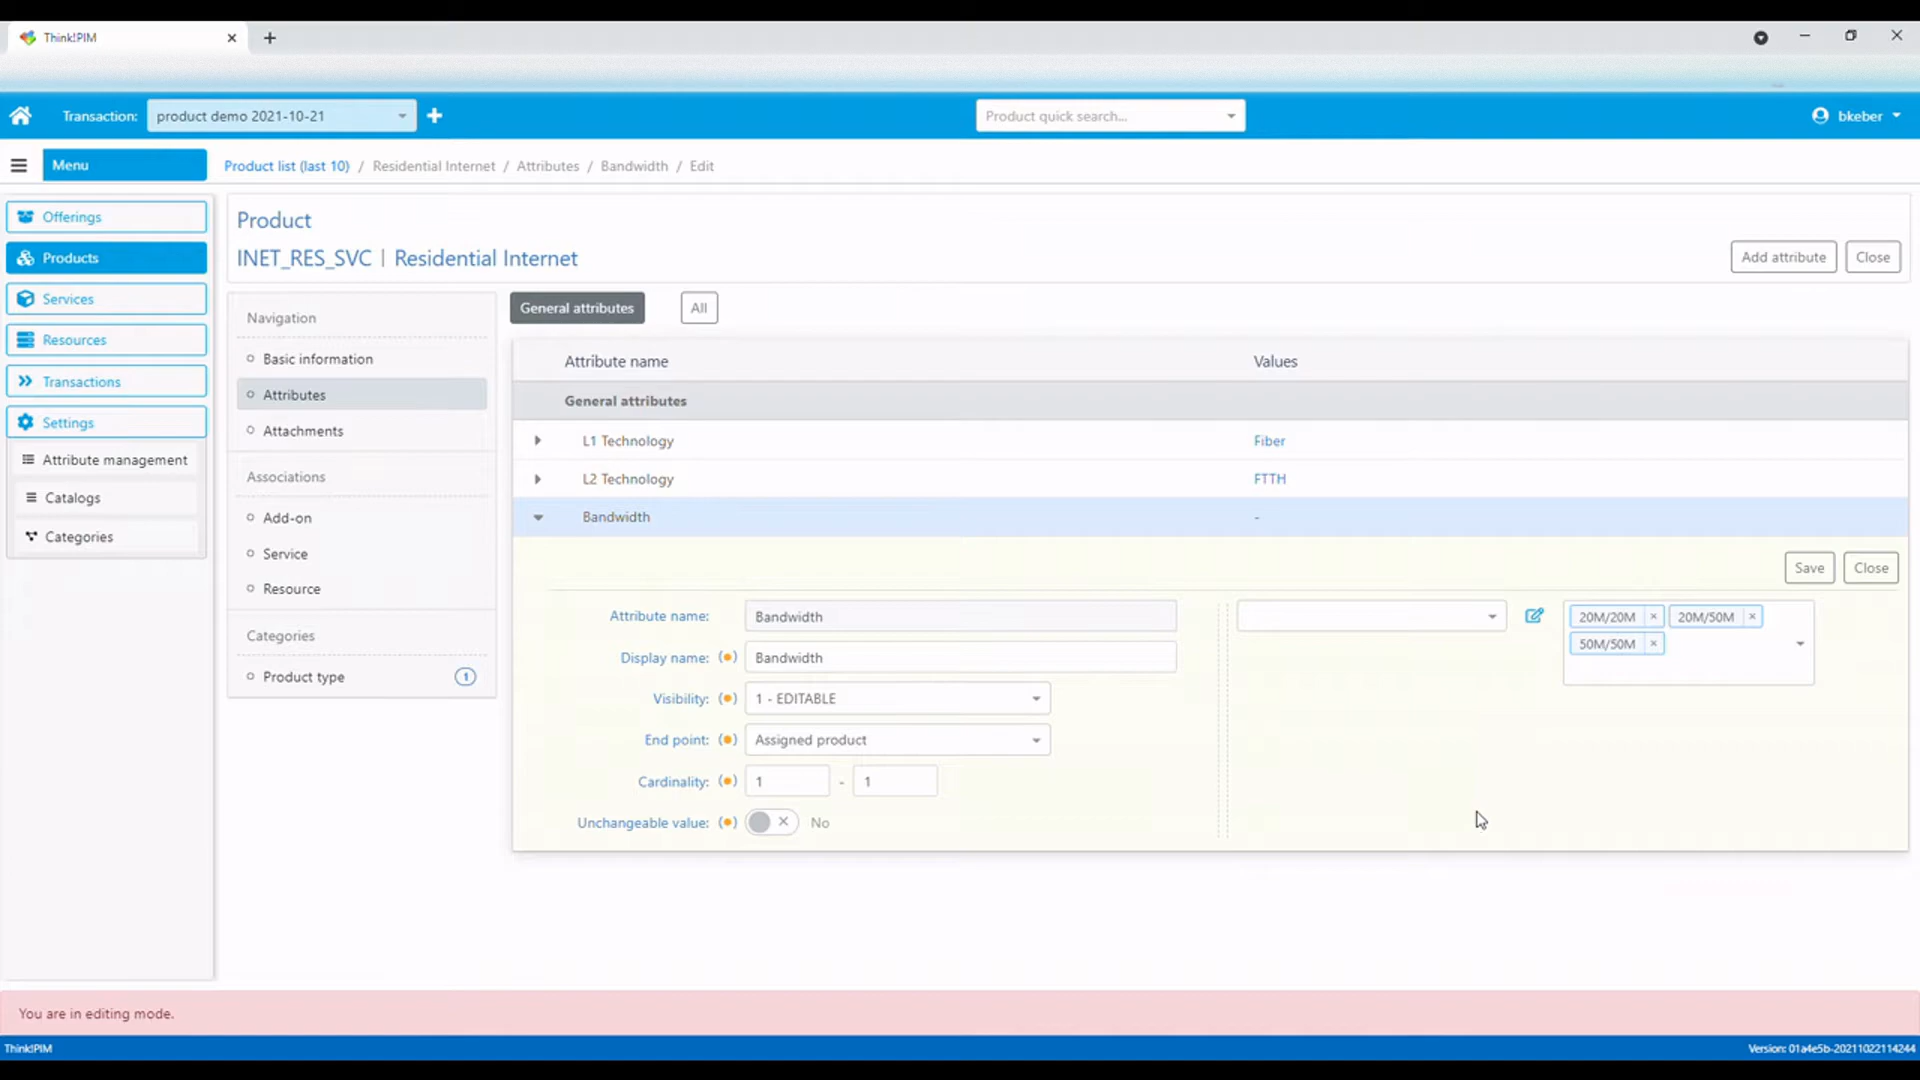 Think!PIM
Transaction:
product demo 2021-10-21
Product quick search...
bkeber
Menu
Product list (last 10) / Residential Internet / Attributes / Bandwidth / Edit
Offerings
Products
Services
Resources
Transactions
Settings
Attribute management
Catalogs
Categories
Product
INET_RES_SVC | Residential Internet
Add attribute
Close
Navigation
Basic information
Attributes
Attachments
Associations
Add-on
Service
Resource
Categories
Product type
1
General attributes
All
Attribute name
Values
General attributes
L1 Technology
Fiber
L2 Technology
FTTH
Bandwidth
-
Save
Close
Attribute name:
Bandwidth
20M/20M
20M/50M
50M/50M
Display name:
Bandwidth
Visibility:
1 - EDITABLE
End point:
Assigned product
Cardinality:
1 - 1
Unchangeable value:
No
You are in editing mode.
Think!PIM
Version: 01a4e5b-20211022114244